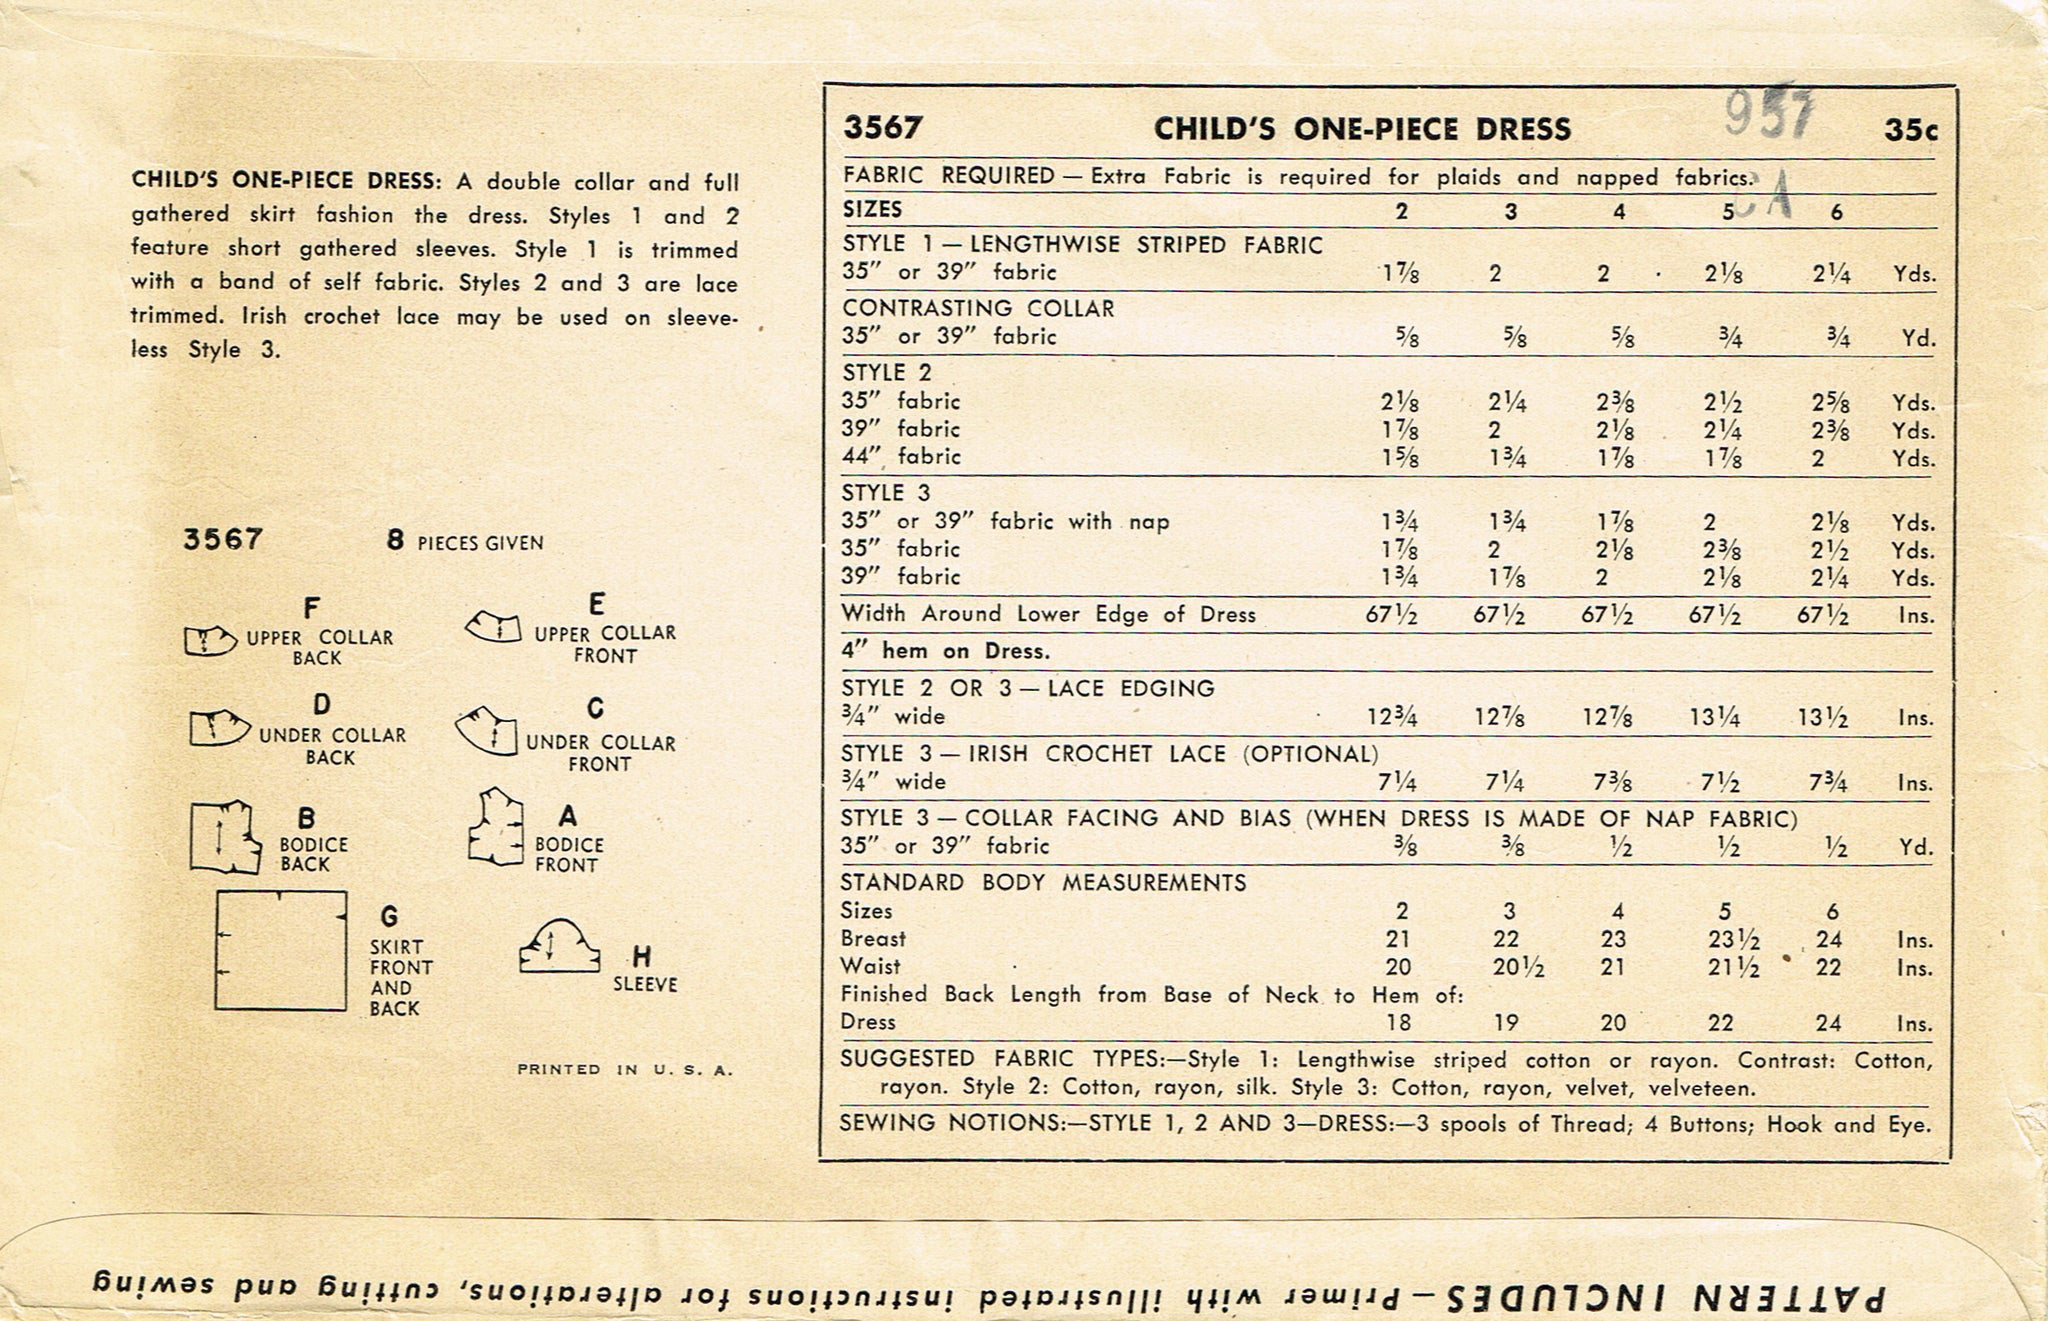 CHILD'S ONE-PIECE DRESS: A double collar and full
gathered skirt fashion the dress. Styles 1 and 2
feature short gathered sleeves. Style 1 is trimmed
with a band of self fabric. Styles 2 and 3 are lace
trimmed. Irish crochet lace may be used on sleeve-
less Style 3.
3567 8 PIECES GIVEN
F
UPPER COLLAR
BACK
E
UPPER COLLAR
FRONT
D
UNDER COLLAR
BACK
C
UNDER COLLAR
FRONT
B
BODICE
BACK
A
BODICE
FRONT
G
SKIRT
FRONT
AND
BACK
H
SLEEVE
PRINTED IN U. S. A.
957
CA
3567 CHILD'S ONE-PIECE DRESS 35c
FABRIC REQUIRED — Extra Fabric is required for plaids and napped fabrics.
SIZES 2 3 4 5 6
STYLE 1 — LENGTHWISE STRIPED FABRIC
35" or 39" fabric 1⅞ 2 2 2⅛ 2¼ Yds.
CONTRASTING COLLAR
35" or 39" fabric ⅝ ⅝ ⅝ ¾ ¾ Yd.
STYLE 2
35" fabric 2⅛ 2¼ 2⅜ 2½ 2⅝ Yds.
39" fabric 1⅞ 2 2⅛ 2¼ 2⅜ Yds.
44" fabric 1⅝ 1¾ 1⅞ 1⅞ 2 Yds.
STYLE 3
35" or 39" fabric with nap 1¾ 1¾ 1⅞ 2 2⅛ Yds.
35" fabric 1⅞ 2 2⅛ 2⅜ 2½ Yds.
39" fabric 1¾ 1⅞ 2 2⅛ 2¼ Yds.
Width Around Lower Edge of Dress 67½ 67½ 67½ 67½ 67½ Ins.
4" hem on Dress.
STYLE 2 OR 3 — LACE EDGING
¾" wide 12¾ 12⅞ 12⅞ 13¼ 13½ Ins.
STYLE 3 — IRISH CROCHET LACE (OPTIONAL)
¾" wide 7¼ 7¼ 7⅜ 7½ 7¾ Ins.
STYLE 3 — COLLAR FACING AND BIAS (WHEN DRESS IS MADE OF NAP FABRIC)
35" or 39" fabric ⅜ ⅜ ½ ½ ½ Yd.
STANDARD BODY MEASUREMENTS
Sizes 2 3 4 5 6
Breast 21 22 23 23½ 24 Ins.
Waist 20 20½ 21 21½ 22 Ins.
Finished Back Length from Base of Neck to Hem of:
Dress 18 19 20 22 24 Ins.
SUGGESTED FABRIC TYPES:—Style 1: Lengthwise striped cotton or rayon. Contrast: Cotton,
rayon. Style 2: Cotton, rayon, silk. Style 3: Cotton, rayon, velvet, velveteen.
SEWING NOTIONS:—STYLE 1, 2 AND 3—DRESS:—3 spools of Thread; 4 Buttons; Hook and Eye.
PATTERN INCLUDES — Primer with illustrated instructions for alterations, cutting and sewing